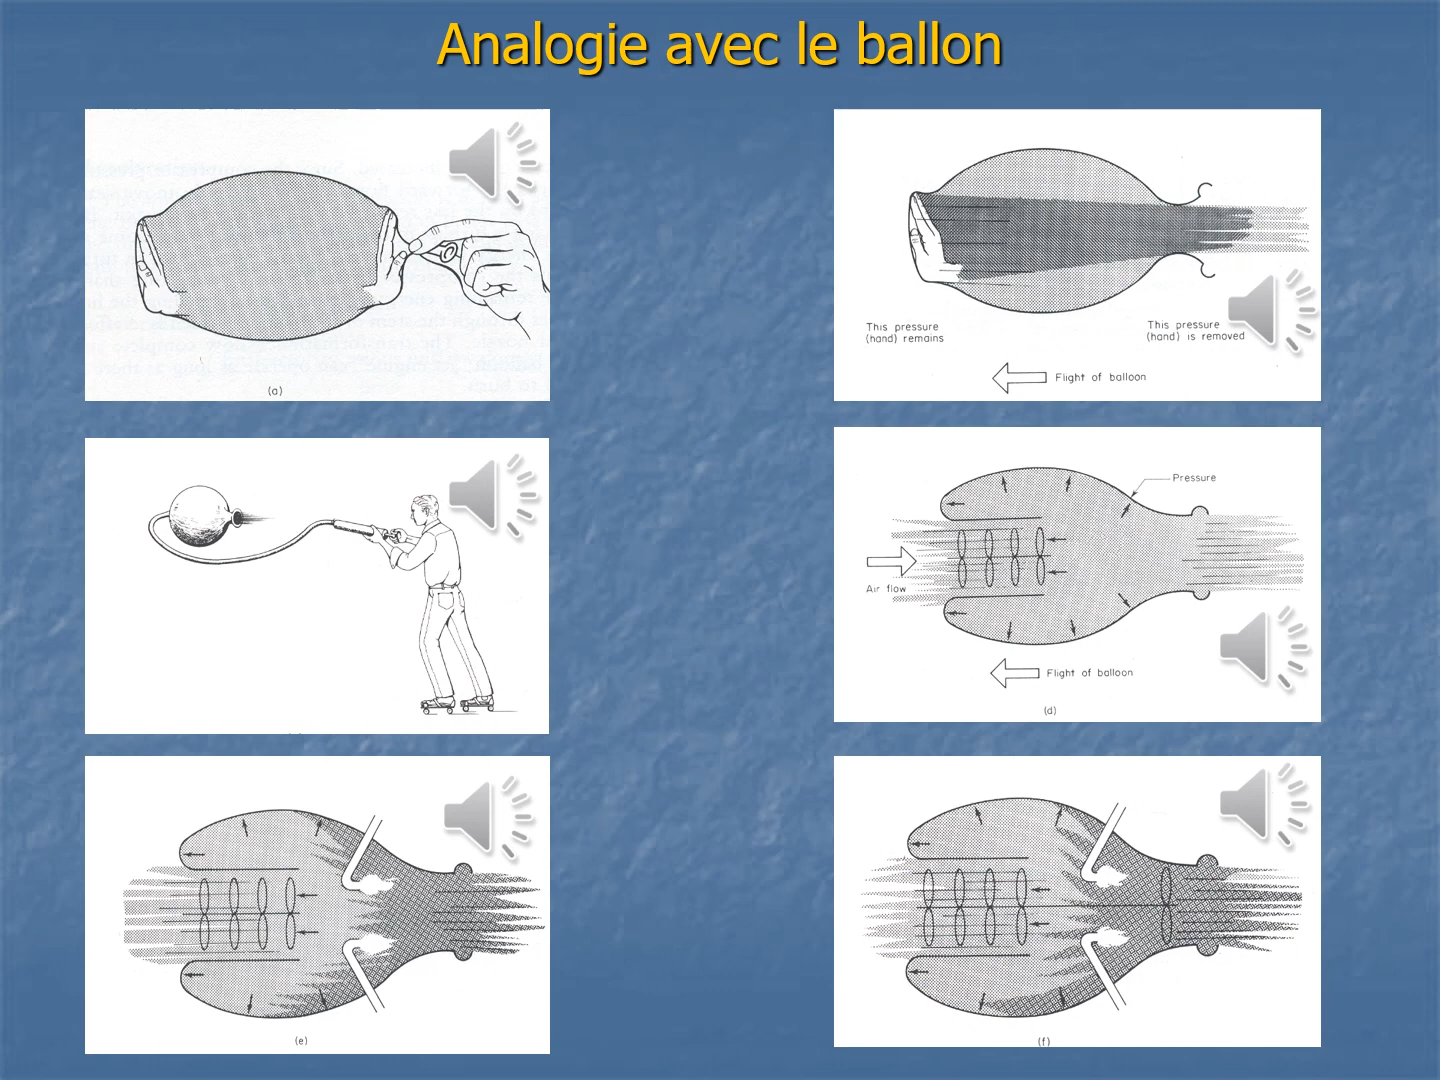 Analogie avec le ballon
(a)
This pressure
(hand) remains
This pressure
(hand) is removed
Flight of balloon
Pressure
Air flow
Flight of balloon
(d)
(e)
(f)